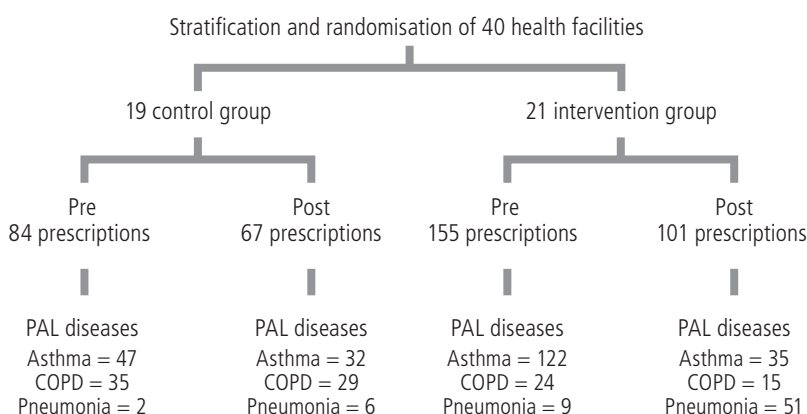 Stratification and randomisation of 40 health facilities
19 control group
21 intervention group
Pre
84 prescriptions
Post
67 prescriptions
Pre
155 prescriptions
Post
101 prescriptions
PAL diseases
Asthma = 47
COPD = 35
Pneumonia = 2
PAL diseases
Asthma = 32
COPD = 29
Pneumonia = 6
PAL diseases
Asthma = 122
COPD = 24
Pneumonia = 9
PAL diseases
Asthma = 35
COPD = 15
Pneumonia = 51